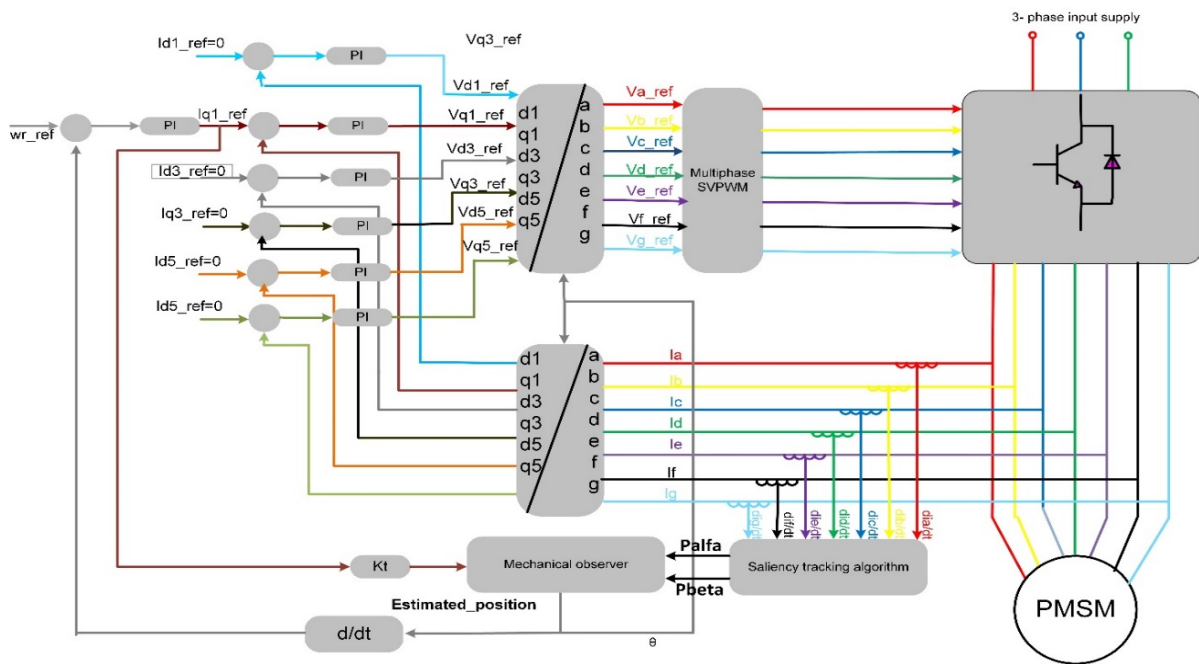 3- phase input supply
Vq3_ref
Id1_ref=0
PI
Vd1_ref
wr_ref
PI
Iq1_ref
PI
Vq1_ref
Id3_ref=0
PI
Vd3_ref
Iq3_ref=0
PI
Vq3_ref
Id5_ref=0
PI
Vd5_ref
Id5_ref=0
PI
Vq5_ref
d1
q1
d3
q3
d5
q5
a
b
c
d
e
f
g
Va_ref
Vb_ref
Vc_ref
Vd_ref
Ve_ref
Vf_ref
Vg_ref
Multiphase
SVPWM
d1
q1
d3
q3
d5
q5
a
b
c
d
e
f
g
Ia
Ib
Ic
Id
Ie
If
Ig
dig/dt
dif/dt
die/dt
did/dt
dic/dt
dib/dt
dia/dt
Kt
Mechanical observer
Palfa
Pbeta
Saliency tracking algorithm
Estimated_position
d/dt
θ
PMSM